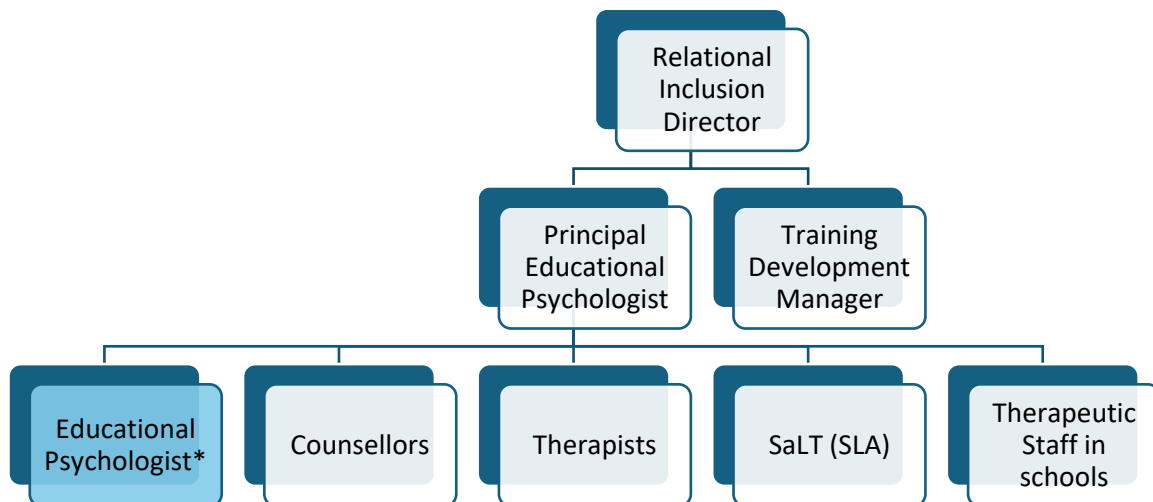 Relational
Inclusion
Director
Principal
Educational
Psychologist
Training
Development
Manager
Educational
Psychologist*
Counsellors
Therapists
SaLT (SLA)
Therapeutic
Staff in
schools